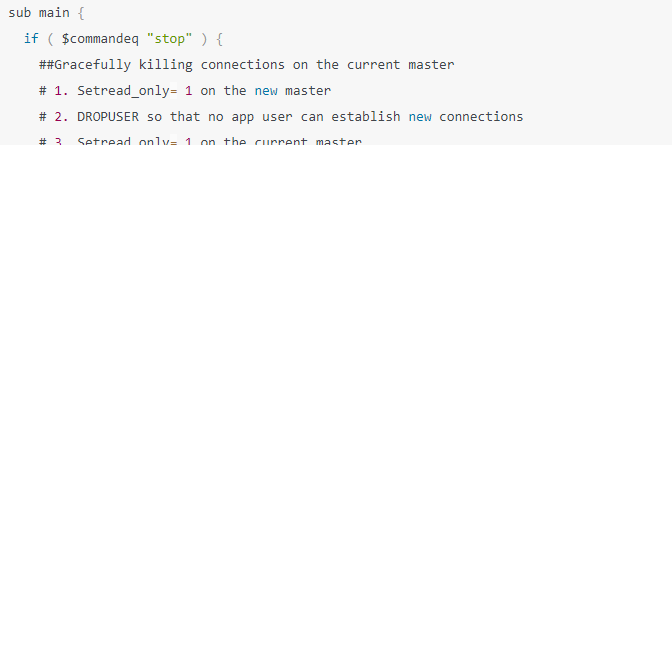 sub main {
if ( $commandeq "stop" ) {
##Gracefully killing connections on the current master
# 1. Setread_only= 1 on the new master
# 2. DROPUSER so that no app user can establish new connections
# 3. Setread_only= 1 on the current master